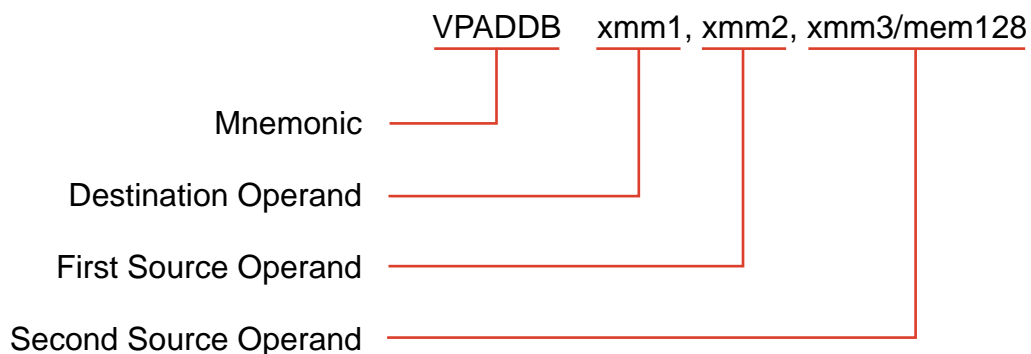 VPADDB xmm1, xmm2, xmm3/mem128
Mnemonic
Destination Operand
First Source Operand
Second Source Operand